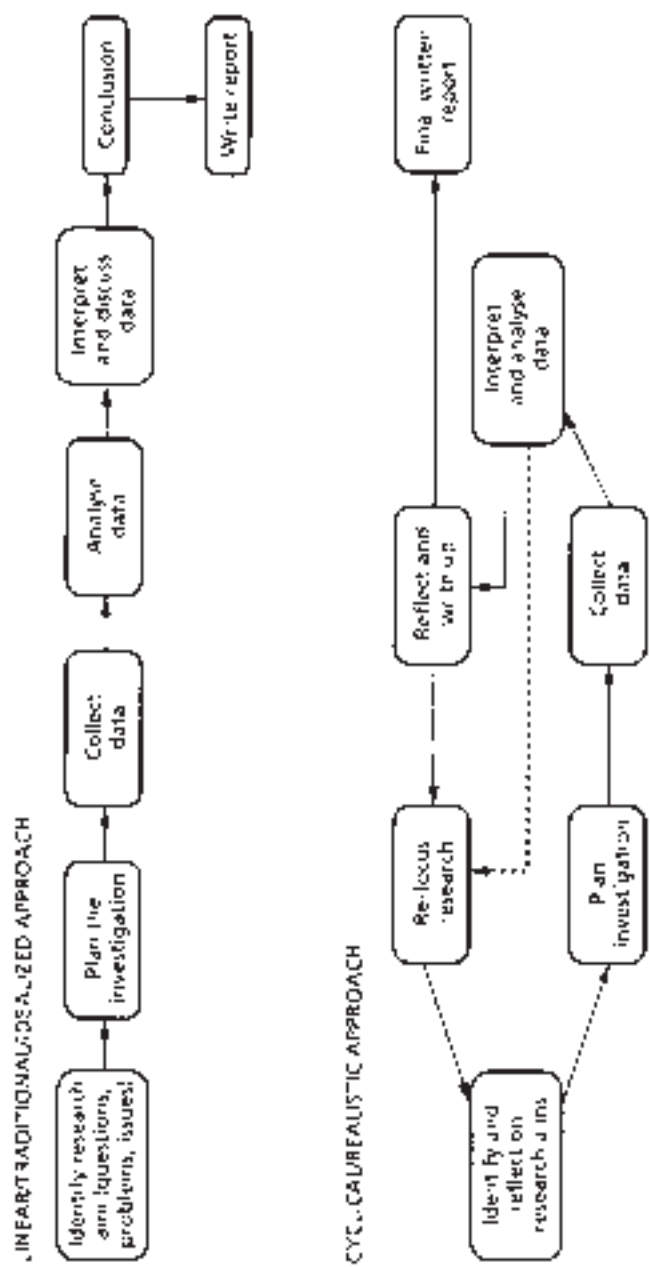 LINEAR/TRADITIONAL/IDEALIZED APPROACH
Identify research
aim (questions,
problems, issues)
Plan the
investigation
Collect
data
Analyse
data
Interpret
and discuss
data
Conclusion
Write report
CYCLICAL/REALISTIC APPROACH
Identify and
reflect on
research aims
Plan
investigation
Collect
data
Interpret
and analyse
data
Re-focus
research
Reflect and
write up
Final written
report